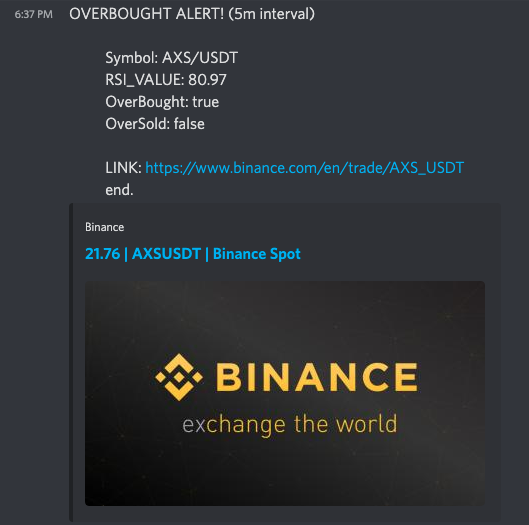 6:37 PM OVERBOUGHT ALERT! (5m interval)
Symbol: AXS/USDT
RSI_VALUE: 80.97
OverBought: true
OverSold: false
LINK: https://www.binance.com/en/trade/AXS_USDT
end.
Binance
21.76 | AXSUSDT | Binance Spot
BINANCE
exchange the world